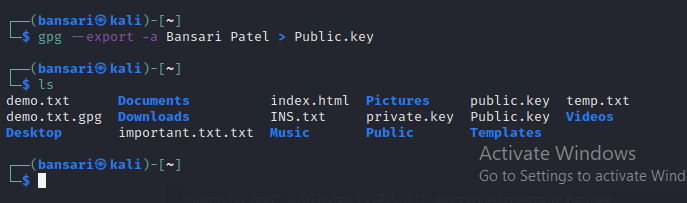 ┌──(bansari㉿kali)-[~]
└─$ gpg --export -a Bansari Patel > Public.key
┌──(bansari㉿kali)-[~]
└─$ ls
demo.txt Documents index.html Pictures public.key temp.txt
demo.txt.gpg Downloads INS.txt private.key Public.key Videos
Desktop important.txt.txt Music Public Templates
┌──(bansari㉿kali)-[~]
└─$
Activate Windows
Go to Settings to activate Wind